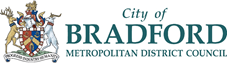 City of
BRADFORD
METROPOLITAN DISTRICT COUNCIL